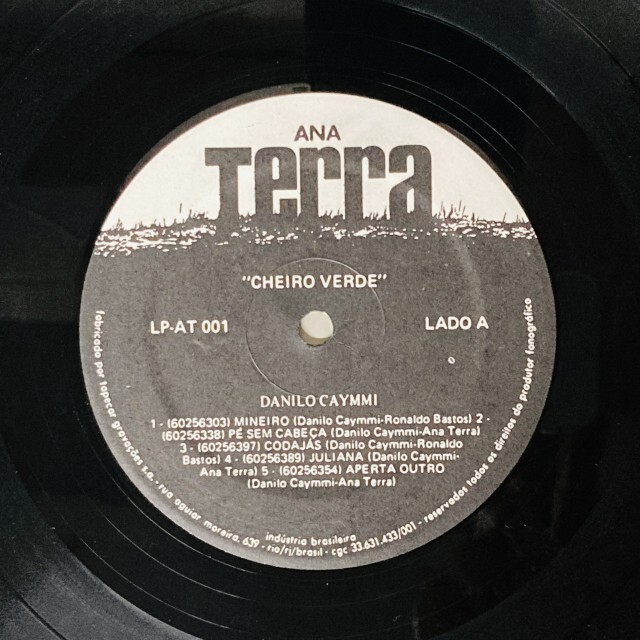 ANA
Terra
"CHEIRO VERDE"
LP-AT 001
LADO A
DANILO CAYMMI
1 - (60256303) MINEIRO (Danilo Caymmi-Ronaldo Bastos) 2 -
(60256338) PÉ SEM CABEÇA (Danilo Caymmi-Ana Terra)
3 - (60256397) CODAJÁS (Danilo Caymmi-Ronaldo
Bastos) 4 - (60256389) JULIANA (Danilo Caymmi-
Ana Terra) 5 - (60256354) APERTA OUTRO
(Danilo Caymmi-Ana Terra)
indústria brasileira
fabricado por tapecar gravações s.a. - rua aguiar moreira, 639 - rio/rj/brasil - cgc 33.631.433/001 - reservados todos os direitos do produtor fonográfico